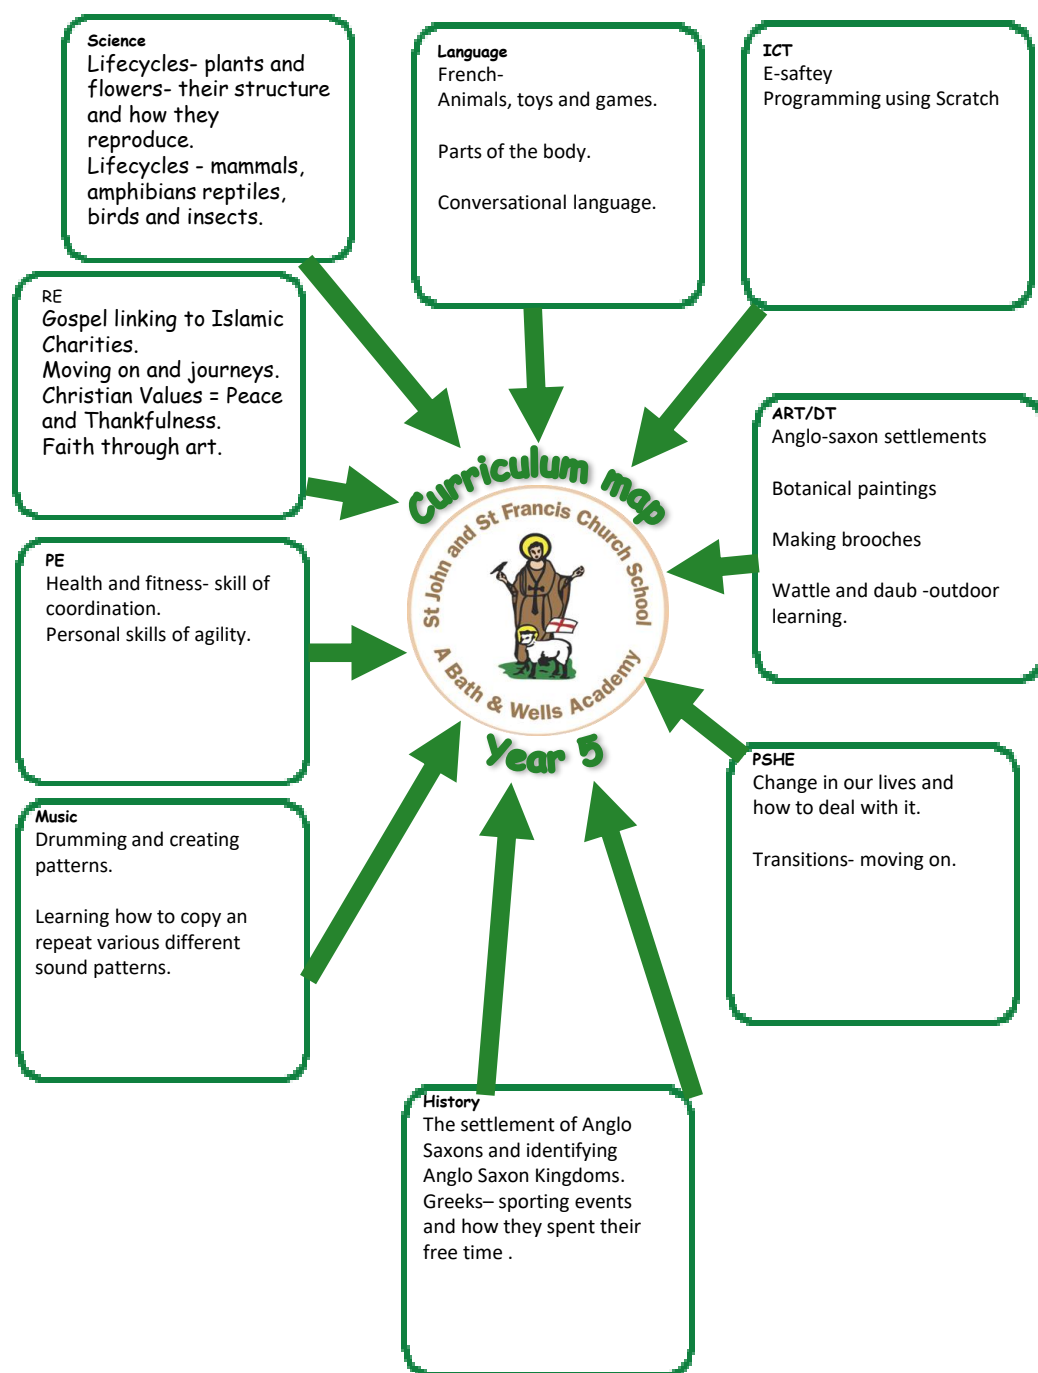 Science
Lifecycles- plants and
flowers- their structure
and how they
reproduce.
Lifecycles - mammals,
amphibians reptiles,
birds and insects.
Language
French-
Animals, toys and games.
Parts of the body.
Conversational language.
ICT
E-saftey
Programming using Scratch
RE
Gospel linking to Islamic
Charities.
Moving on and journeys.
Christian Values = Peace
and Thankfulness.
Faith through art.
ART/DT
Anglo-saxon settlements
Botanical paintings
Making brooches
Wattle and daub -outdoor
learning.
Curriculum map
St John and St Francis Church School
A Bath & Wells Academy
Year 5
PE
Health and fitness- skill of
coordination.
Personal skills of agility.
PSHE
Change in our lives and
how to deal with it.
Transitions- moving on.
Music
Drumming and creating
patterns.
Learning how to copy an
repeat various different
sound patterns.
History
The settlement of Anglo
Saxons and identifying
Anglo Saxon Kingdoms.
Greeks– sporting events
and how they spent their
free time .